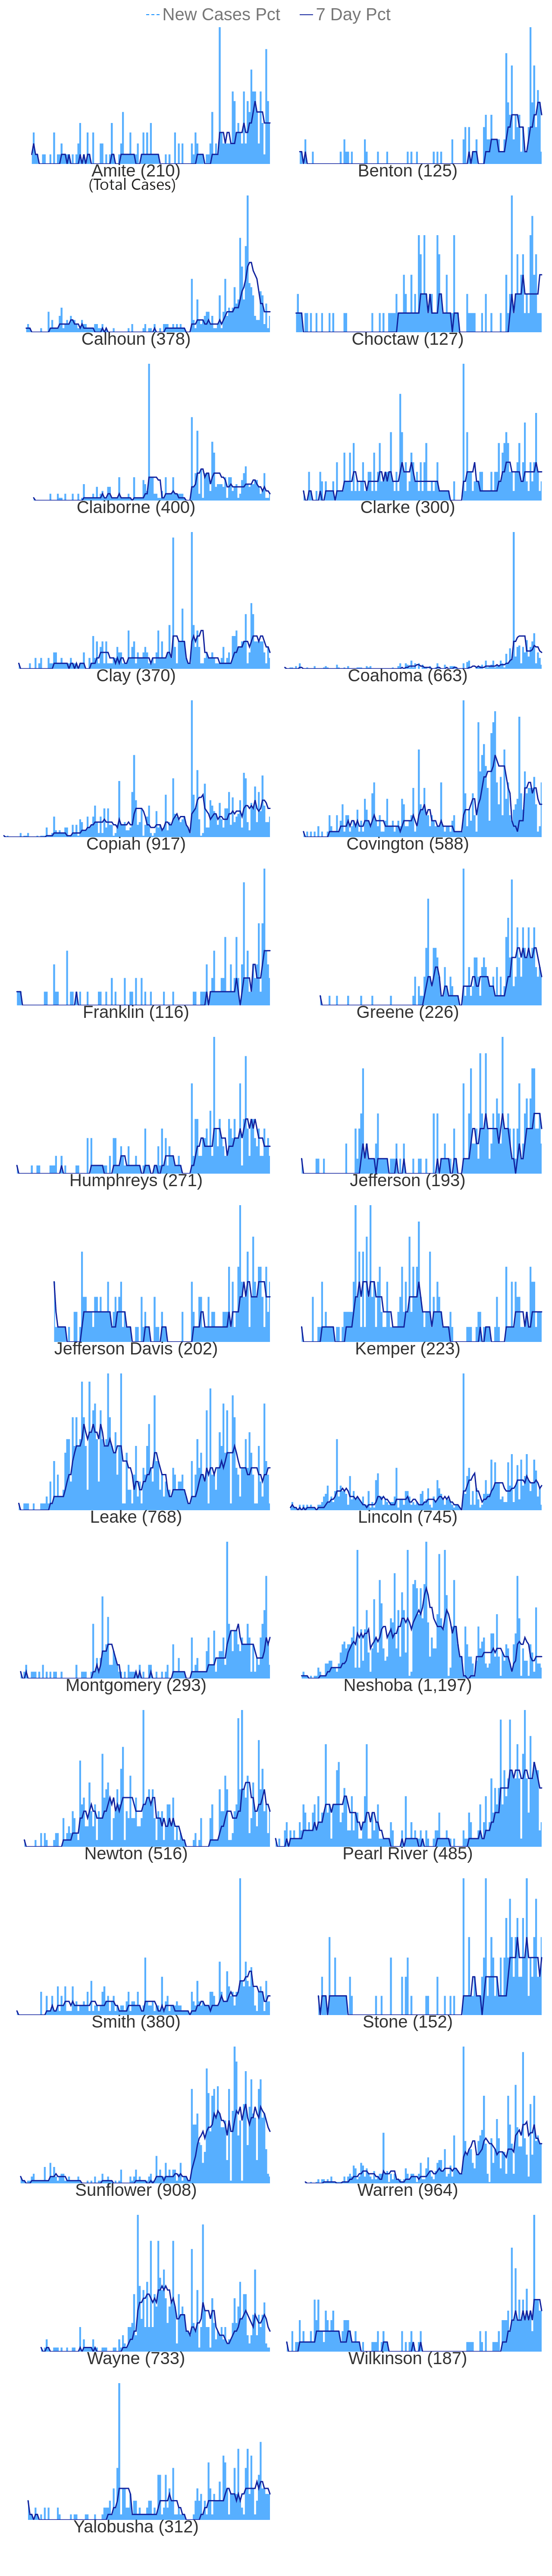 New Cases Pct 7 Day Pct
Amite (210) Benton (125)
(Total Cases)
Calhoun (378) Choctaw (127)
Claiborne (400) Clarke (300)
Clay (370) Coahoma (663)
Copiah (917) Covington (588)
Franklin (116) Greene (226)
Humphreys (271) Jefferson (193)
Jefferson Davis (202) Kemper (223)
Leake (768) Lincoln (745)
Montgomery (293) Neshoba (1,197)
Newton (516) Pearl River (485)
Smith (380) Stone (152)
Sunflower (908) Warren (964)
Wayne (733) Wilkinson (187)
Yalobusha (312)